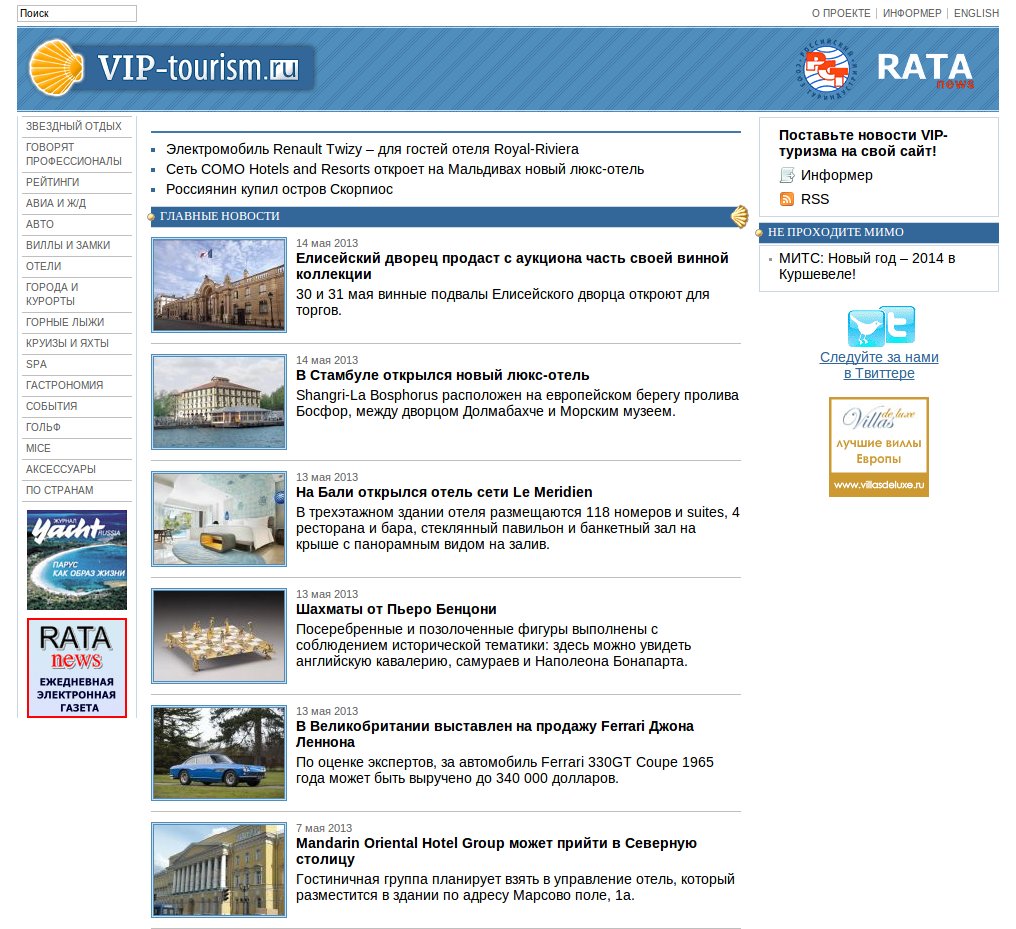 Поиск
О ПРОЕКТЕ
ИНФОРМЕР
ENGLISH
VIP-tourism.ru
РОССИЙСКИЙ СОЮЗ ТУРИНДУСТРИИ
РСТ
RATA
news
ЗВЕЗДНЫЙ ОТДЫХ
ГОВОРЯТ
ПРОФЕССИОНАЛЫ
РЕЙТИНГИ
АВИА И Ж/Д
АВТО
ВИЛЛЫ И ЗАМКИ
ОТЕЛИ
ГОРОДА И
КУРОРТЫ
ГОРНЫЕ ЛЫЖИ
КРУИЗЫ И ЯХТЫ
SPA
ГАСТРОНОМИЯ
СОБЫТИЯ
ГОЛЬФ
MICE
АКСЕССУАРЫ
ПО СТРАНАМ
ЖУРНАЛ
Yacht
RUSSIA
ПАРУС
КАК ОБРАЗ ЖИЗНИ
RATA
news
ЕЖЕДНЕВНАЯ
ЭЛЕКТРОННАЯ
ГАЗЕТА
Электромобиль Renault Twizy – для гостей отеля Royal-Riviera
Сеть COMO Hotels and Resorts откроет на Мальдивах новый люкс-отель
Россиянин купил остров Скорпиос
ГЛАВНЫЕ НОВОСТИ
14 мая 2013
Елисейский дворец продаст с аукциона часть своей винной
коллекции
30 и 31 мая винные подвалы Елисейского дворца откроют для
торгов.
14 мая 2013
В Стамбуле открылся новый люкс-отель
Shangri-La Bosphorus расположен на европейском берегу пролива
Босфор, между дворцом Долмабахче и Морским музеем.
13 мая 2013
На Бали открылся отель сети Le Meridien
В трехэтажном здании отеля размещаются 118 номеров и suites, 4
ресторана и бара, стеклянный павильон и банкетный зал на
крыше с панорамным видом на залив.
13 мая 2013
Шахматы от Пьеро Бенцони
Посеребренные и позолоченные фигуры выполнены с
соблюдением исторической тематики: здесь можно увидеть
английскую кавалерию, самураев и Наполеона Бонапарта.
13 мая 2013
В Великобритании выставлен на продажу Ferrari Джона
Леннона
По оценке экспертов, за автомобиль Ferrari 330GT Coupe 1965
года может быть выручено до 340 000 долларов.
7 мая 2013
Mandarin Oriental Hotel Group может прийти в Северную
столицу
Гостиничная группа планирует взять в управление отель, который
разместится в здании по адресу Марсово поле, 1а.
Поставьте новости VIP-
туризма на свой сайт!
Информер
RSS
НЕ ПРОХОДИТЕ МИМО
МИТС: Новый год – 2014 в
Куршевеле!
Следуйте за нами
в Твиттере
Villas de luxe
лучшие виллы
Европы
www.villasdeluxe.ru